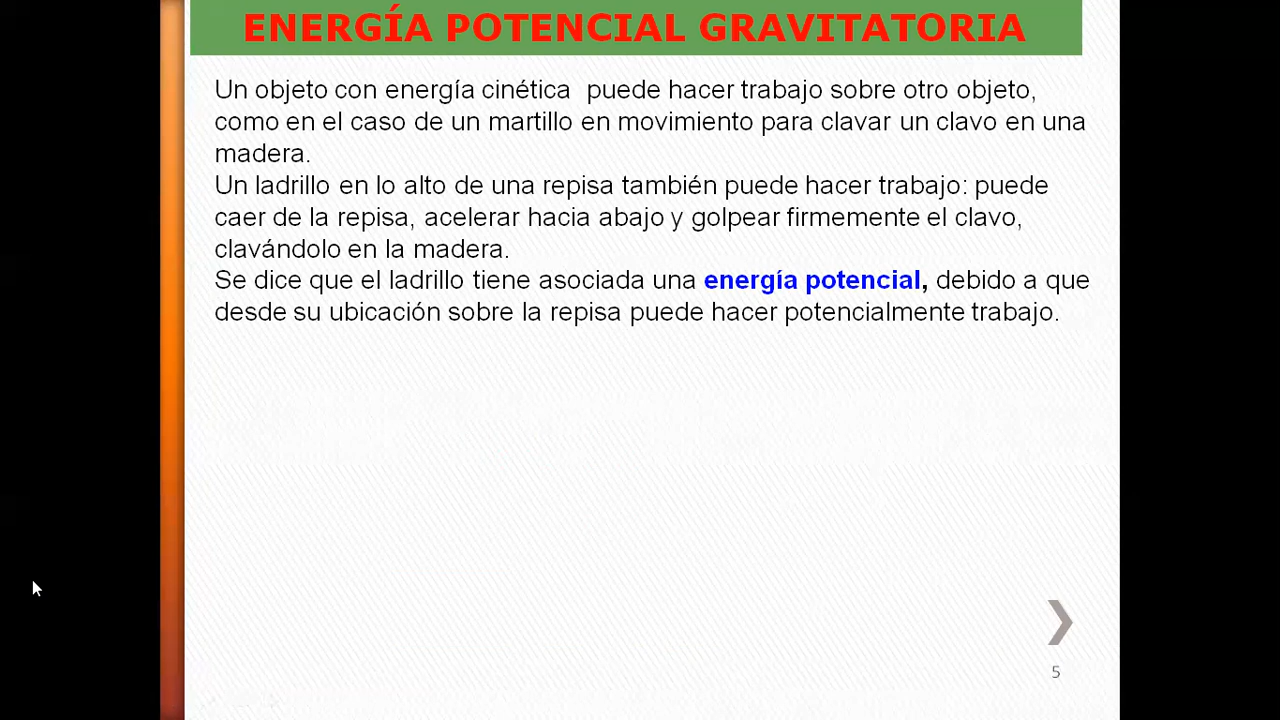 ENERGÍA POTENCIAL GRAVITATORIA
Un objeto con energía cinética  puede hacer trabajo sobre otro objeto,
como en el caso de un martillo en movimiento para clavar un clavo en una
madera.
Un ladrillo en lo alto de una repisa también puede hacer trabajo: puede
caer de la repisa, acelerar hacia abajo y golpear firmemente el clavo,
clavándolo en la madera.
Se dice que el ladrillo tiene asociada una energía potencial, debido a que
desde su ubicación sobre la repisa puede hacer potencialmente trabajo.
5